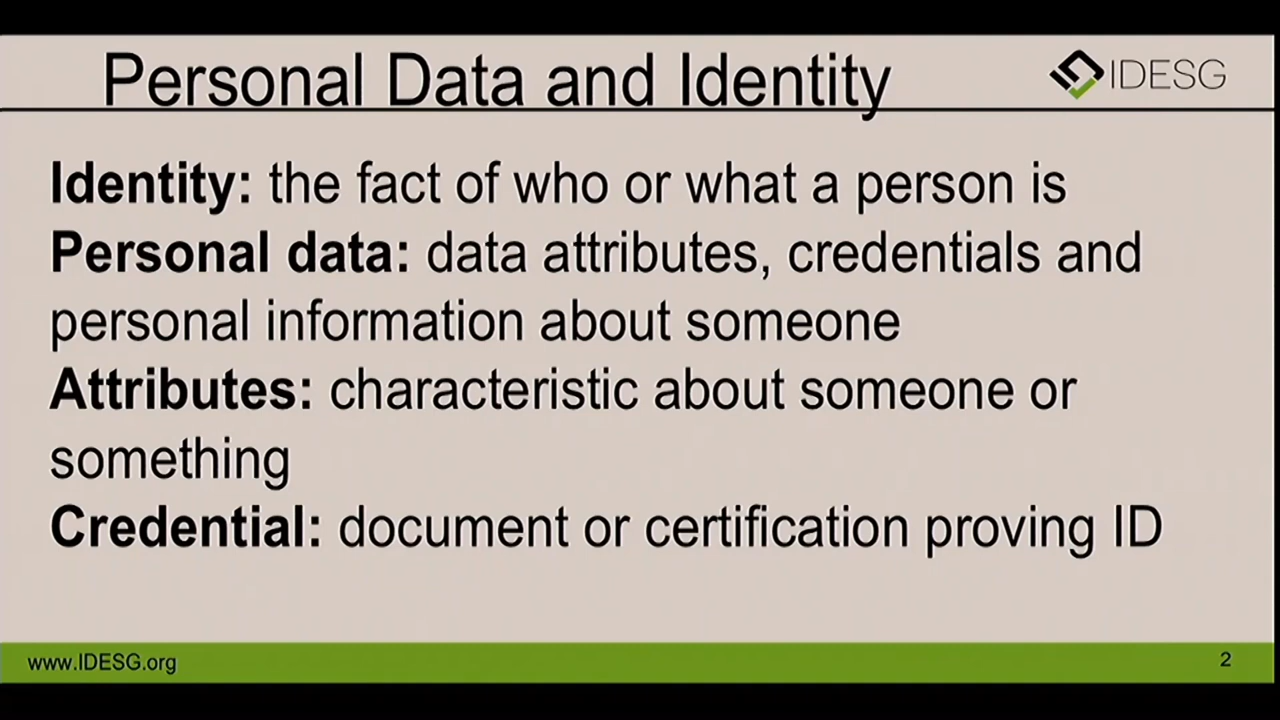 Personal Data and Identity
IDESG
Identity: the fact of who or what a person is
Personal data: data attributes, credentials and
personal information about someone
Attributes: characteristic about someone or
something
Credential: document or certification proving ID
www.IDESG.org
2